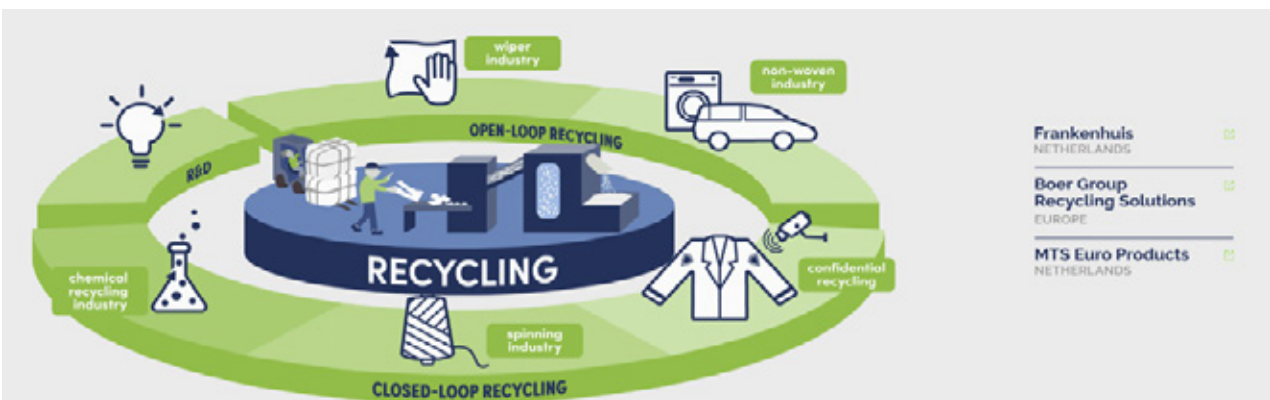 wiper
industry
non-woven
industry
OPEN-LOOP RECYCLING
R&D
RECYCLING
chemical
recycling
industry
confidential
recycling
spinning
industry
CLOSED-LOOP RECYCLING
Frankenhuis
NETHERLANDS
Boer Group
Recycling Solutions
EUROPE
MTS Euro Products
NETHERLANDS